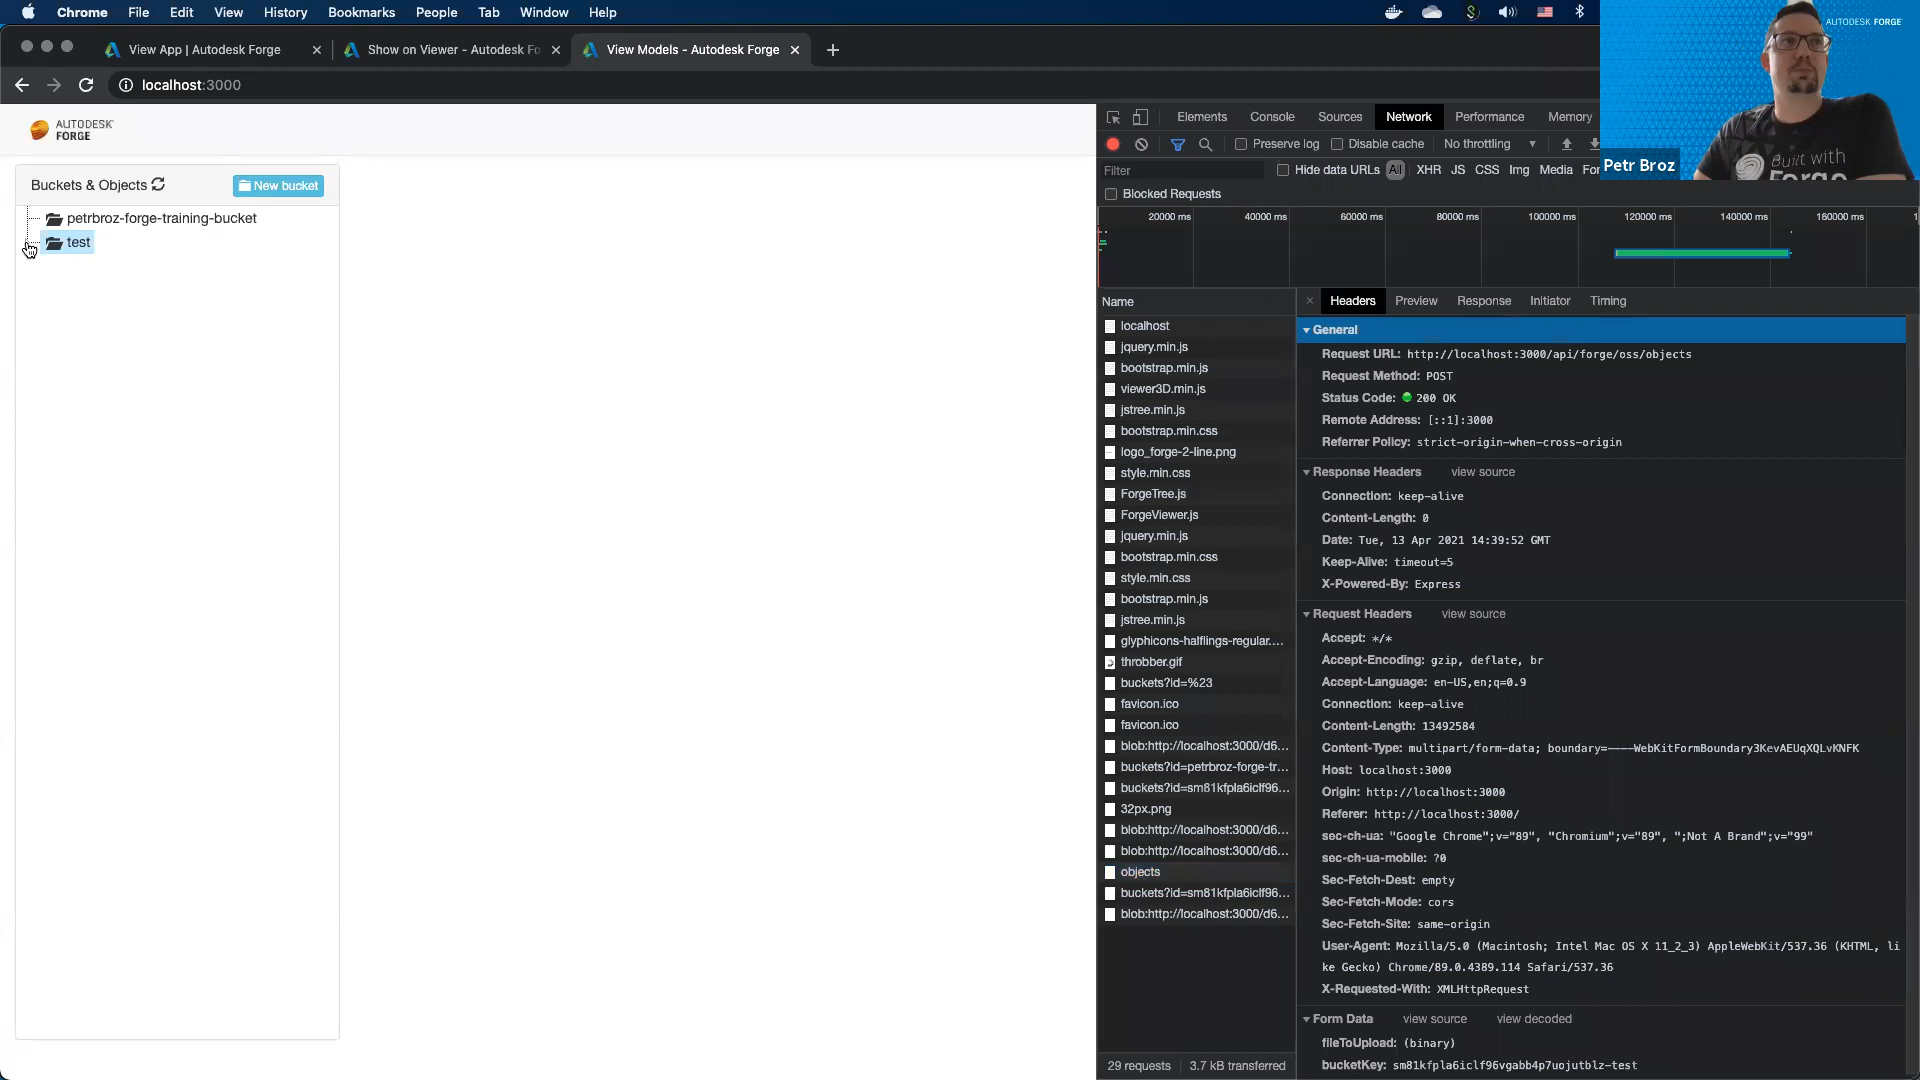 Chrome File Edit View History Bookmarks People Tab Window Help
View App | Autodesk Forge
Show on Viewer - Autodesk Fo
View Models - Autodesk Forge
localhost:3000
AUTODESK FORGE
Petr Broz
Built with
Forge
AUTODESK
FORGE
Buckets & Objects
New bucket
petrbroz-forge-training-bucket
test
Elements Console Sources Network Performance Memory
Preserve log Disable cache No throttling
Filter Hide data URLs All XHR JS CSS Img Media Fon
Blocked Requests
20000 ms 40000 ms 60000 ms 80000 ms 100000 ms 120000 ms 140000 ms 160000 ms 1
Name
localhost
jquery.min.js
bootstrap.min.js
viewer3D.min.js
jstree.min.js
bootstrap.min.css
logo_forge-2-line.png
style.min.css
ForgeTree.js
ForgeViewer.js
jquery.min.js
bootstrap.min.css
style.min.css
bootstrap.min.js
jstree.min.js
glyphicons-halflings-regular....
throbber.gif
buckets?id=%23
favicon.ico
favicon.ico
blob:http://localhost:3000/d6...
buckets?id=petrbroz-forge-tr...
buckets?id=sm81kfpla6iclf96...
32px.png
blob:http://localhost:3000/d6...
blob:http://localhost:3000/d6...
objects
buckets?id=sm81kfpla6iclf96...
blob:http://localhost:3000/d6...
29 requests 3.7 kB transferred
Headers Preview Response Initiator Timing
General
Request URL: http://localhost:3000/api/forge/oss/objects
Request Method: POST
Status Code: 200 OK
Remote Address: [::1]:3000
Referrer Policy: strict-origin-when-cross-origin
Response Headers view source
Connection: keep-alive
Content-Length: 0
Date: Tue, 13 Apr 2021 14:39:52 GMT
Keep-Alive: timeout=5
X-Powered-By: Express
Request Headers view source
Accept: */*
Accept-Encoding: gzip, deflate, br
Accept-Language: en-US,en;q=0.9
Connection: keep-alive
Content-Length: 13492584
Content-Type: multipart/form-data; boundary=----WebKitFormBoundary3KevAEUqXQLvKNFK
Host: localhost:3000
Origin: http://localhost:3000
Referer: http://localhost:3000/
sec-ch-ua: "Google Chrome";v="89", "Chromium";v="89", ";Not A Brand";v="99"
sec-ch-ua-mobile: ?0
Sec-Fetch-Dest: empty
Sec-Fetch-Mode: cors
Sec-Fetch-Site: same-origin
User-Agent: Mozilla/5.0 (Macintosh; Intel Mac OS X 11_2_3) AppleWebKit/537.36 (KHTML, li
ke Gecko) Chrome/89.0.4389.114 Safari/537.36
X-Requested-With: XMLHttpRequest
Form Data view source view decoded
fileToUpload: (binary)
bucketKey: sm81kfpla6iclf96vgabb4p7uojutblz-test